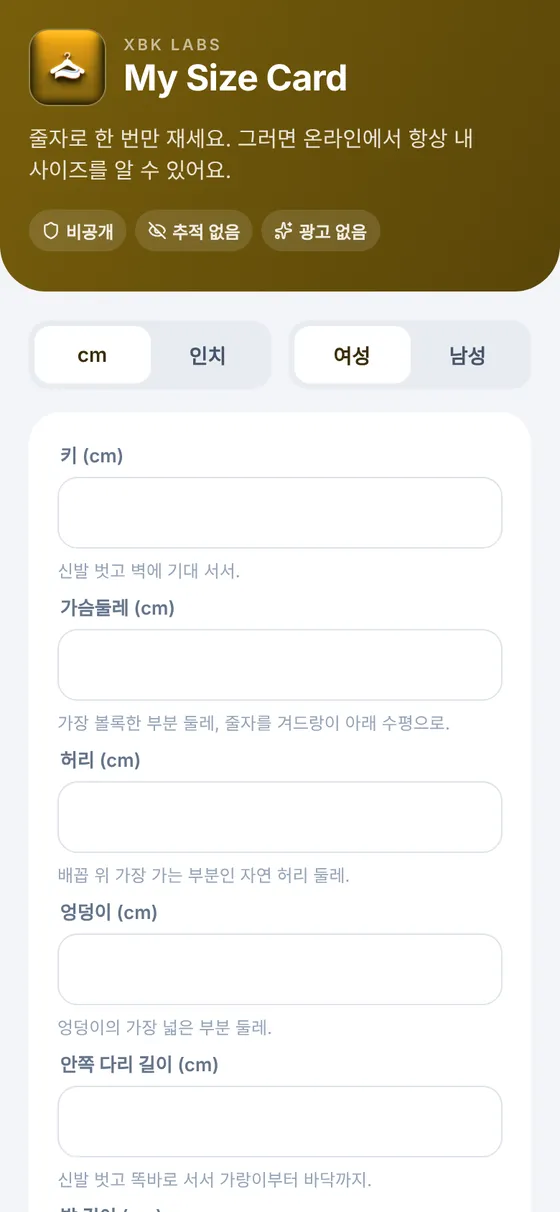 XBK LABS
My Size Card
줄자로 한 번만 재세요. 그러면 온라인에서 항상 내
사이즈를 알 수 있어요.
비공개
추적 없음
광고 없음
cm
인치
여성
남성
키 (cm)
신발 벗고 벽에 기대 서서.
가슴둘레 (cm)
가장 볼록한 부분 둘레, 줄자를 겨드랑이 아래 수평으로.
허리 (cm)
배꼽 위 가장 가는 부분인 자연 허리 둘레.
엉덩이 (cm)
엉덩이의 가장 넓은 부분 둘레.
안쪽 다리 길이 (cm)
신발 벗고 똑바로 서서 가랑이부터 바닥까지.